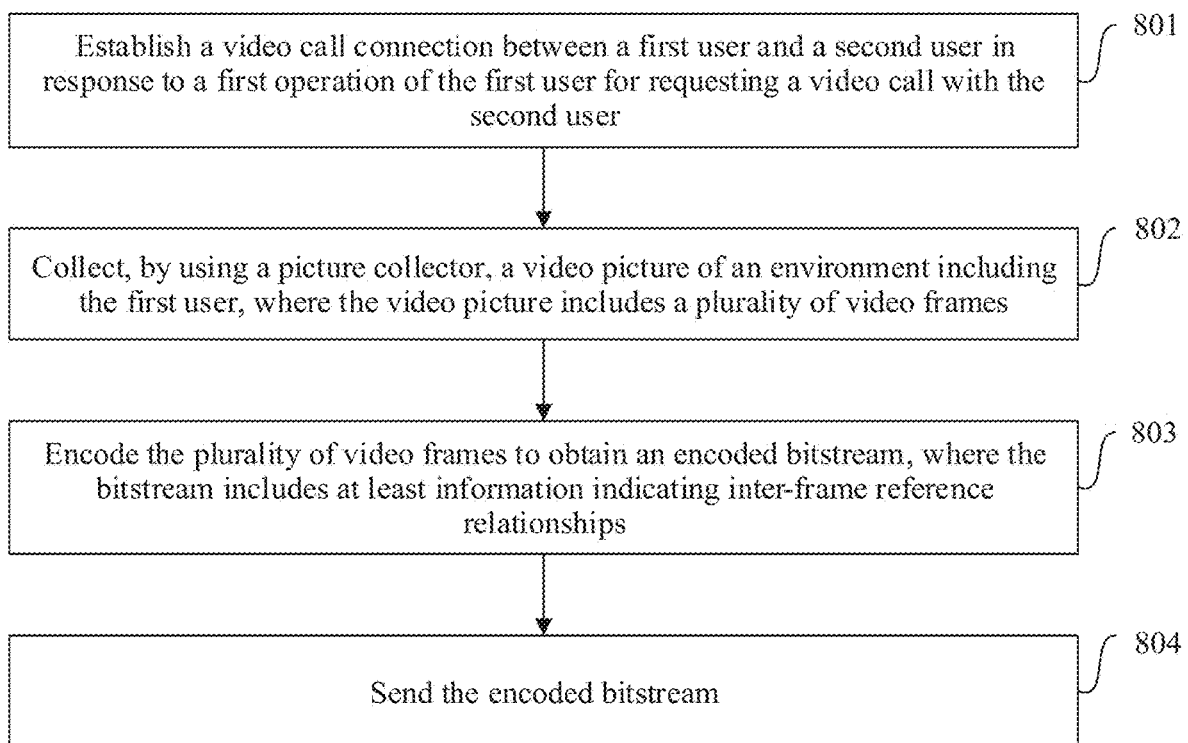 801
Establish a video call connection between a first user and a second user in
response to a first operation of the first user for requesting a video call with the
second user
802
Collect, by using a picture collector, a video picture of an environment including
the first user, where the video picture includes a plurality of video frames
803
Encode the plurality of video frames to obtain an encoded bitstream, where the
bitstream includes at least information indicating inter-frame reference
relationships
804
Send the encoded bitstream